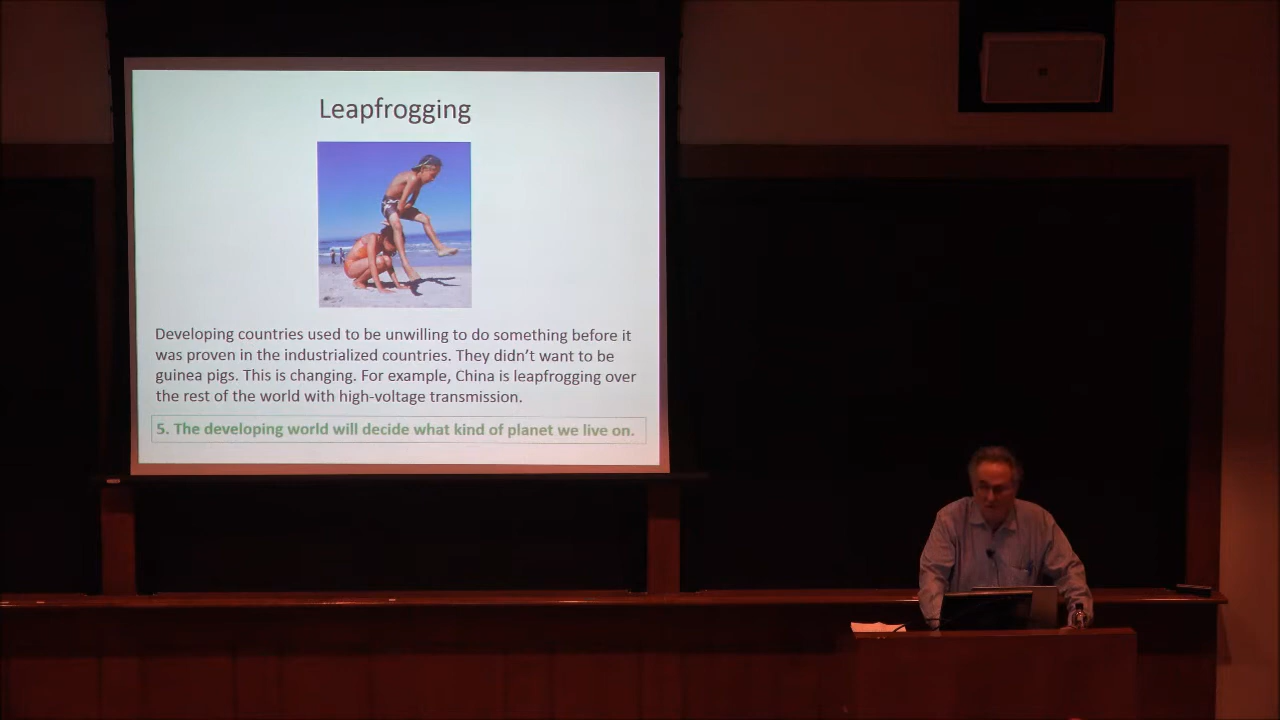 Leapfrogging
Developing countries used to be unwilling to do something before it
was proven in the industrialized countries. They didn't want to be
guinea pigs. This is changing. For example, China is leapfrogging over
the rest of the world with high-voltage transmission.
5. The developing world will decide what kind of planet we live on.